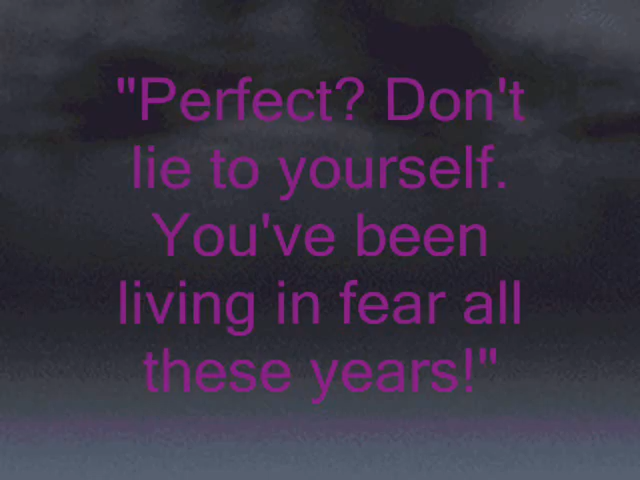 "Perfect? Don't
lie to yourself.
You've been
living in fear all
these years!"